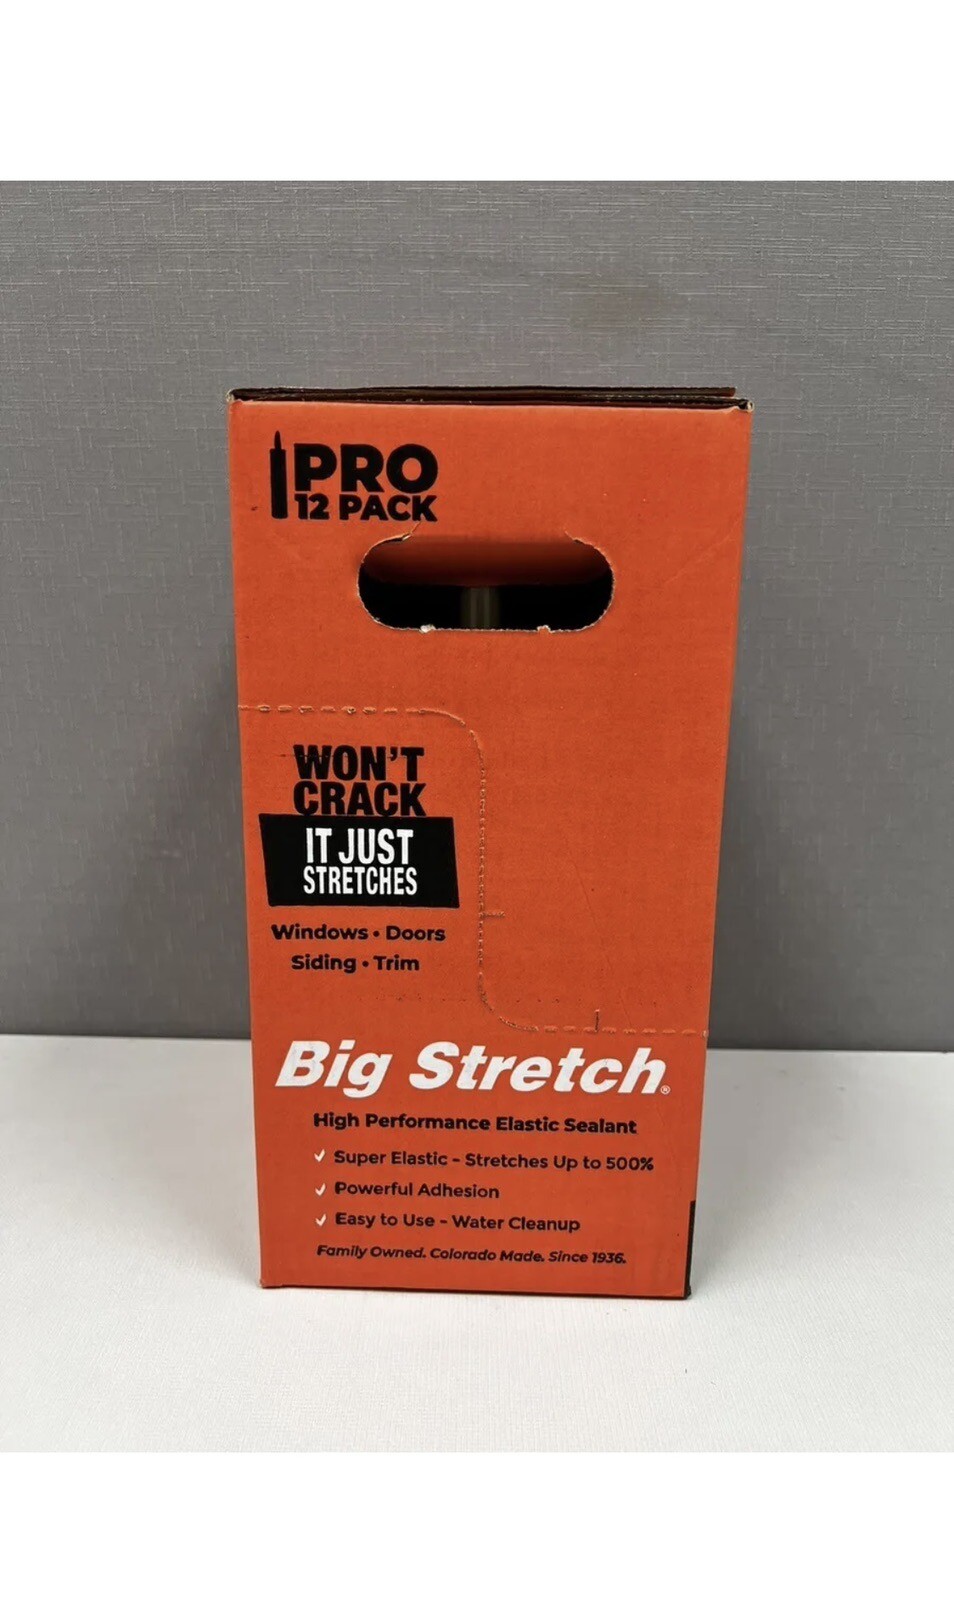 PRO
12 PACK
WON'T
CRACK
IT JUST
STRETCHES
Windows • Doors
Siding • Trim
Big Stretch®
High Performance Elastic Sealant
✓ Super Elastic - Stretches Up to 500%
✓ Powerful Adhesion
✓ Easy to Use - Water Cleanup
Family Owned. Colorado Made. Since 1936.